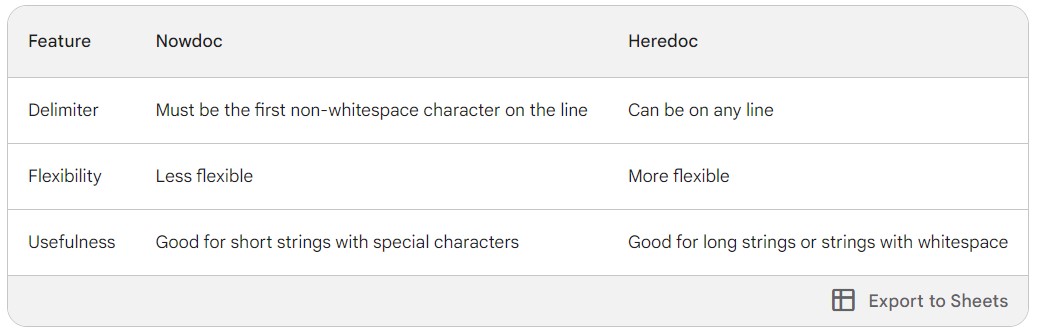 Feature Nowdoc Heredoc
Delimiter Must be the first non-whitespace character on the line Can be on any line
Flexibility Less flexible More flexible
Usefulness Good for short strings with special characters Good for long strings or strings with whitespace
Export to Sheets